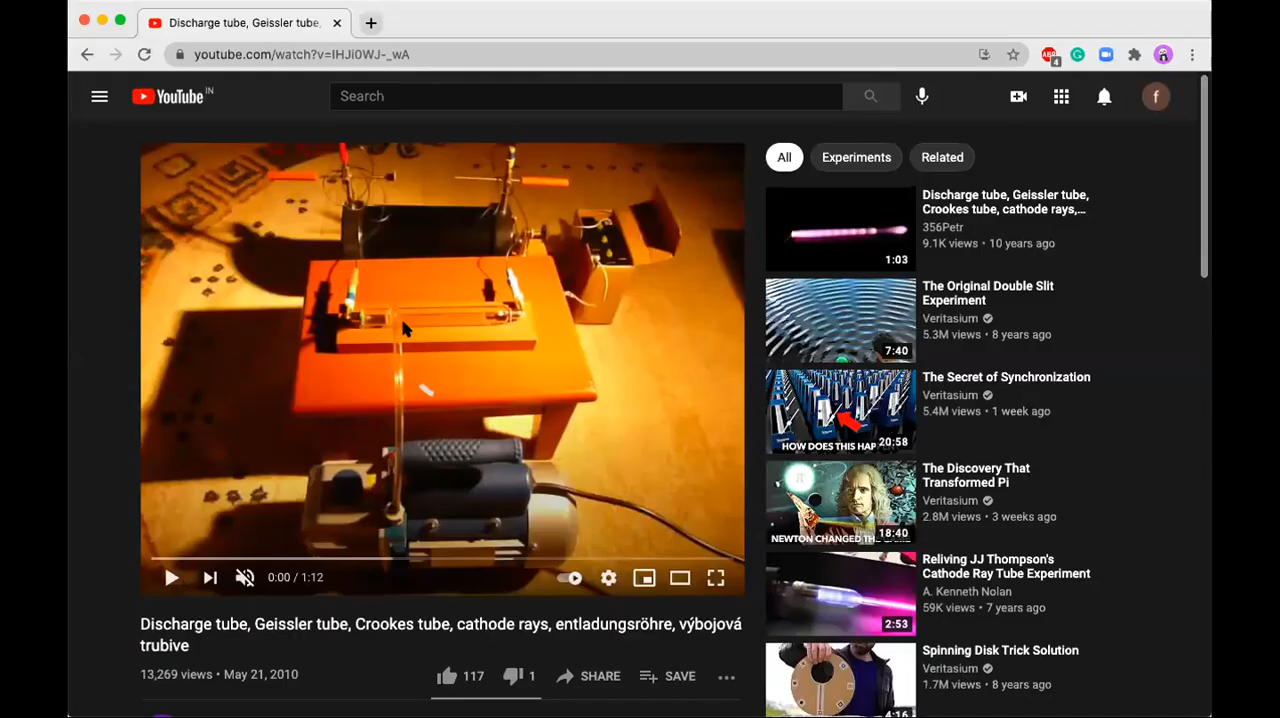 Discharge tube, Geissler tube,
youtube.com/watch?v=IHJi0WJ-_wA
4
YouTube IN
Search
f
All
Experiments
Related
Discharge tube, Geissler tube,
Crookes tube, cathode rays,...
356Petr
9.1K views • 10 years ago
1:03
The Original Double Slit
Experiment
Veritasium
5.3M views • 8 years ago
7:40
The Secret of Synchronization
Veritasium
5.4M views • 1 week ago
HOW DOES THIS HAP
20:58
The Discovery That
Transformed Pi
Veritasium
2.8M views • 3 weeks ago
NEWTON CHANGED THE GAME
18:40
Reliving JJ Thompson's
Cathode Ray Tube Experiment
A. Kenneth Nolan
59K views • 7 years ago
2:53
Spinning Disk Trick Solution
Veritasium
1.7M views • 8 years ago
4:16
0:00 / 1:12
Discharge tube, Geissler tube, Crookes tube, cathode rays, entladungsröhre, výbojová
trubive
13,269 views • May 21, 2010
117
1
SHARE
SAVE